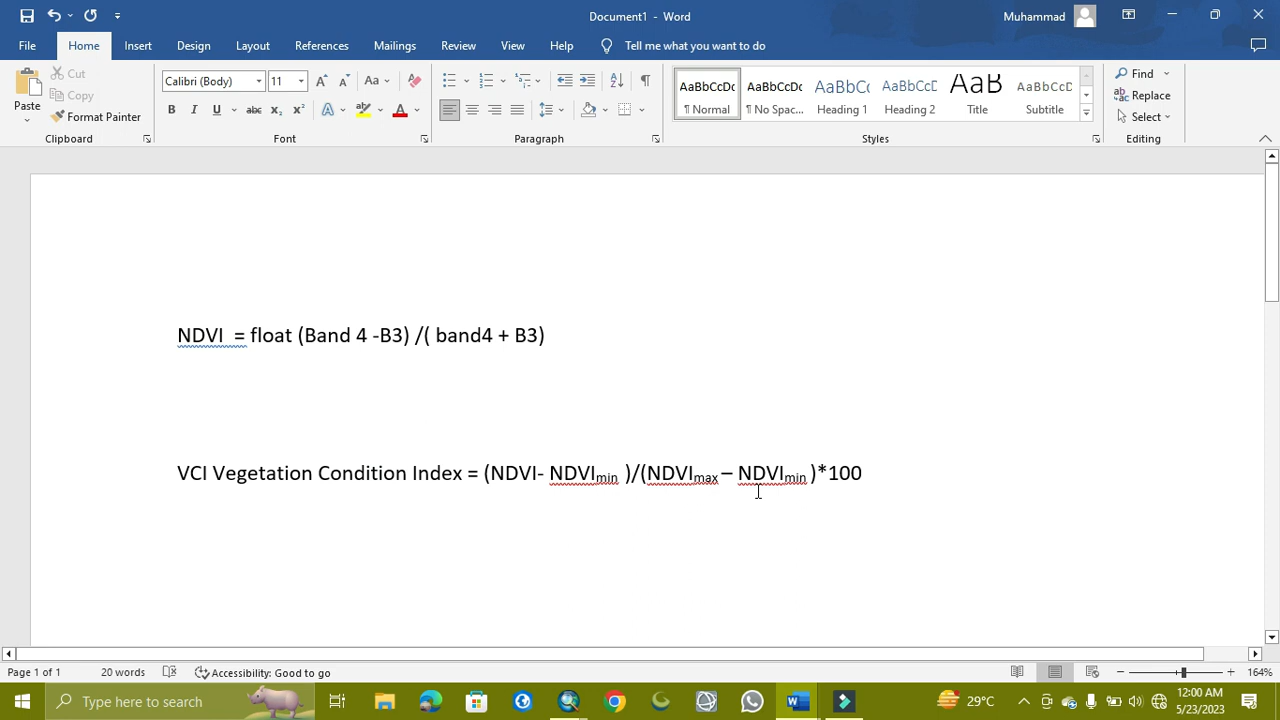 Document1 - Word
Muhammad
File Home Insert Design Layout References Mailings Review View Help Tell me what you want to do
Paste
Cut
Copy
Format Painter
Clipboard
Calibri (Body) 11
Font
Paragraph
AaBbCcDc AaBbCcDc AaBbCc AaBbCcD AaB AaBbCcD
¶ Normal ¶ No Spac... Heading 1 Heading 2 Title Subtitle
Styles
Find
Replace
Select
Editing
NDVI = float (Band 4 -B3) /( band4 + B3)
VCI Vegetation Condition Index = (NDVI- NDVImin )/(NDVImax – NDVImin )*100
Page 1 of 1 20 words Accessibility: Good to go 164%
Type here to search
29°C
12:00 AM
5/23/2023